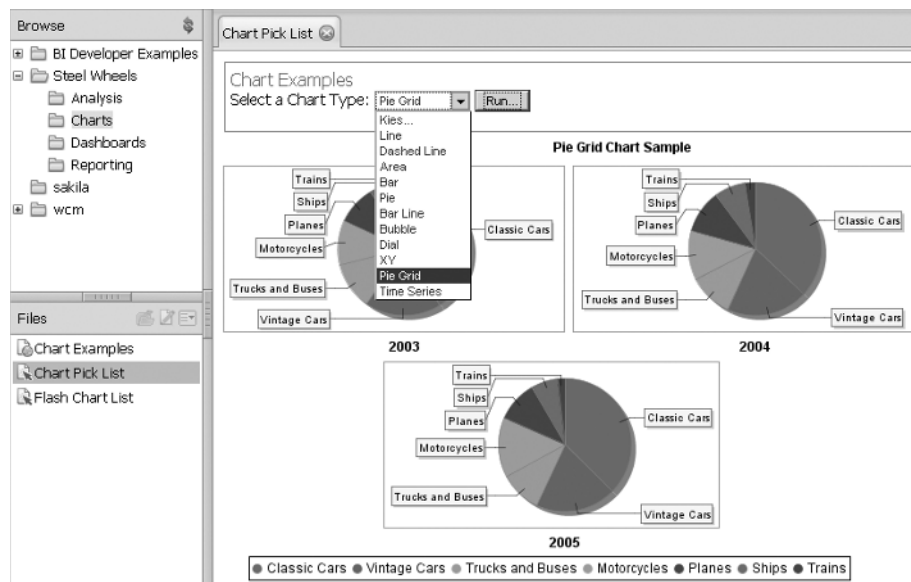 Browse
BI Developer Examples
Steel Wheels
Analysis
Charts
Dashboards
Reporting
sakila
wcm
Files
Chart Examples
Chart Pick List
Flash Chart List
Chart Pick List
Chart Examples
Select a Chart Type: Pie Grid Run...
Kies...
Line
Dashed Line
Area
Bar
Pie
Bar Line
Bubble
Dial
XY
Pie Grid
Time Series
Pie Grid Chart Sample
Trains
Ships
Planes
Motorcycles
Trucks and Buses
Vintage Cars
Classic Cars
2003
Trains
Ships
Planes
Motorcycles
Trucks and Buses
Classic Cars
Vintage Cars
2004
Trains
Ships
Planes
Motorcycles
Trucks and Buses
Classic Cars
Vintage Cars
2005
Classic Cars Vintage Cars Trucks and Buses Motorcycles Planes Ships Trains